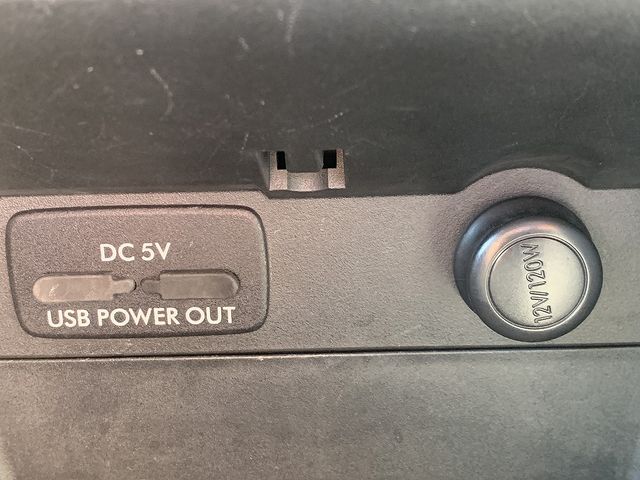 DC 5V
USB POWER OUT
12V/120W